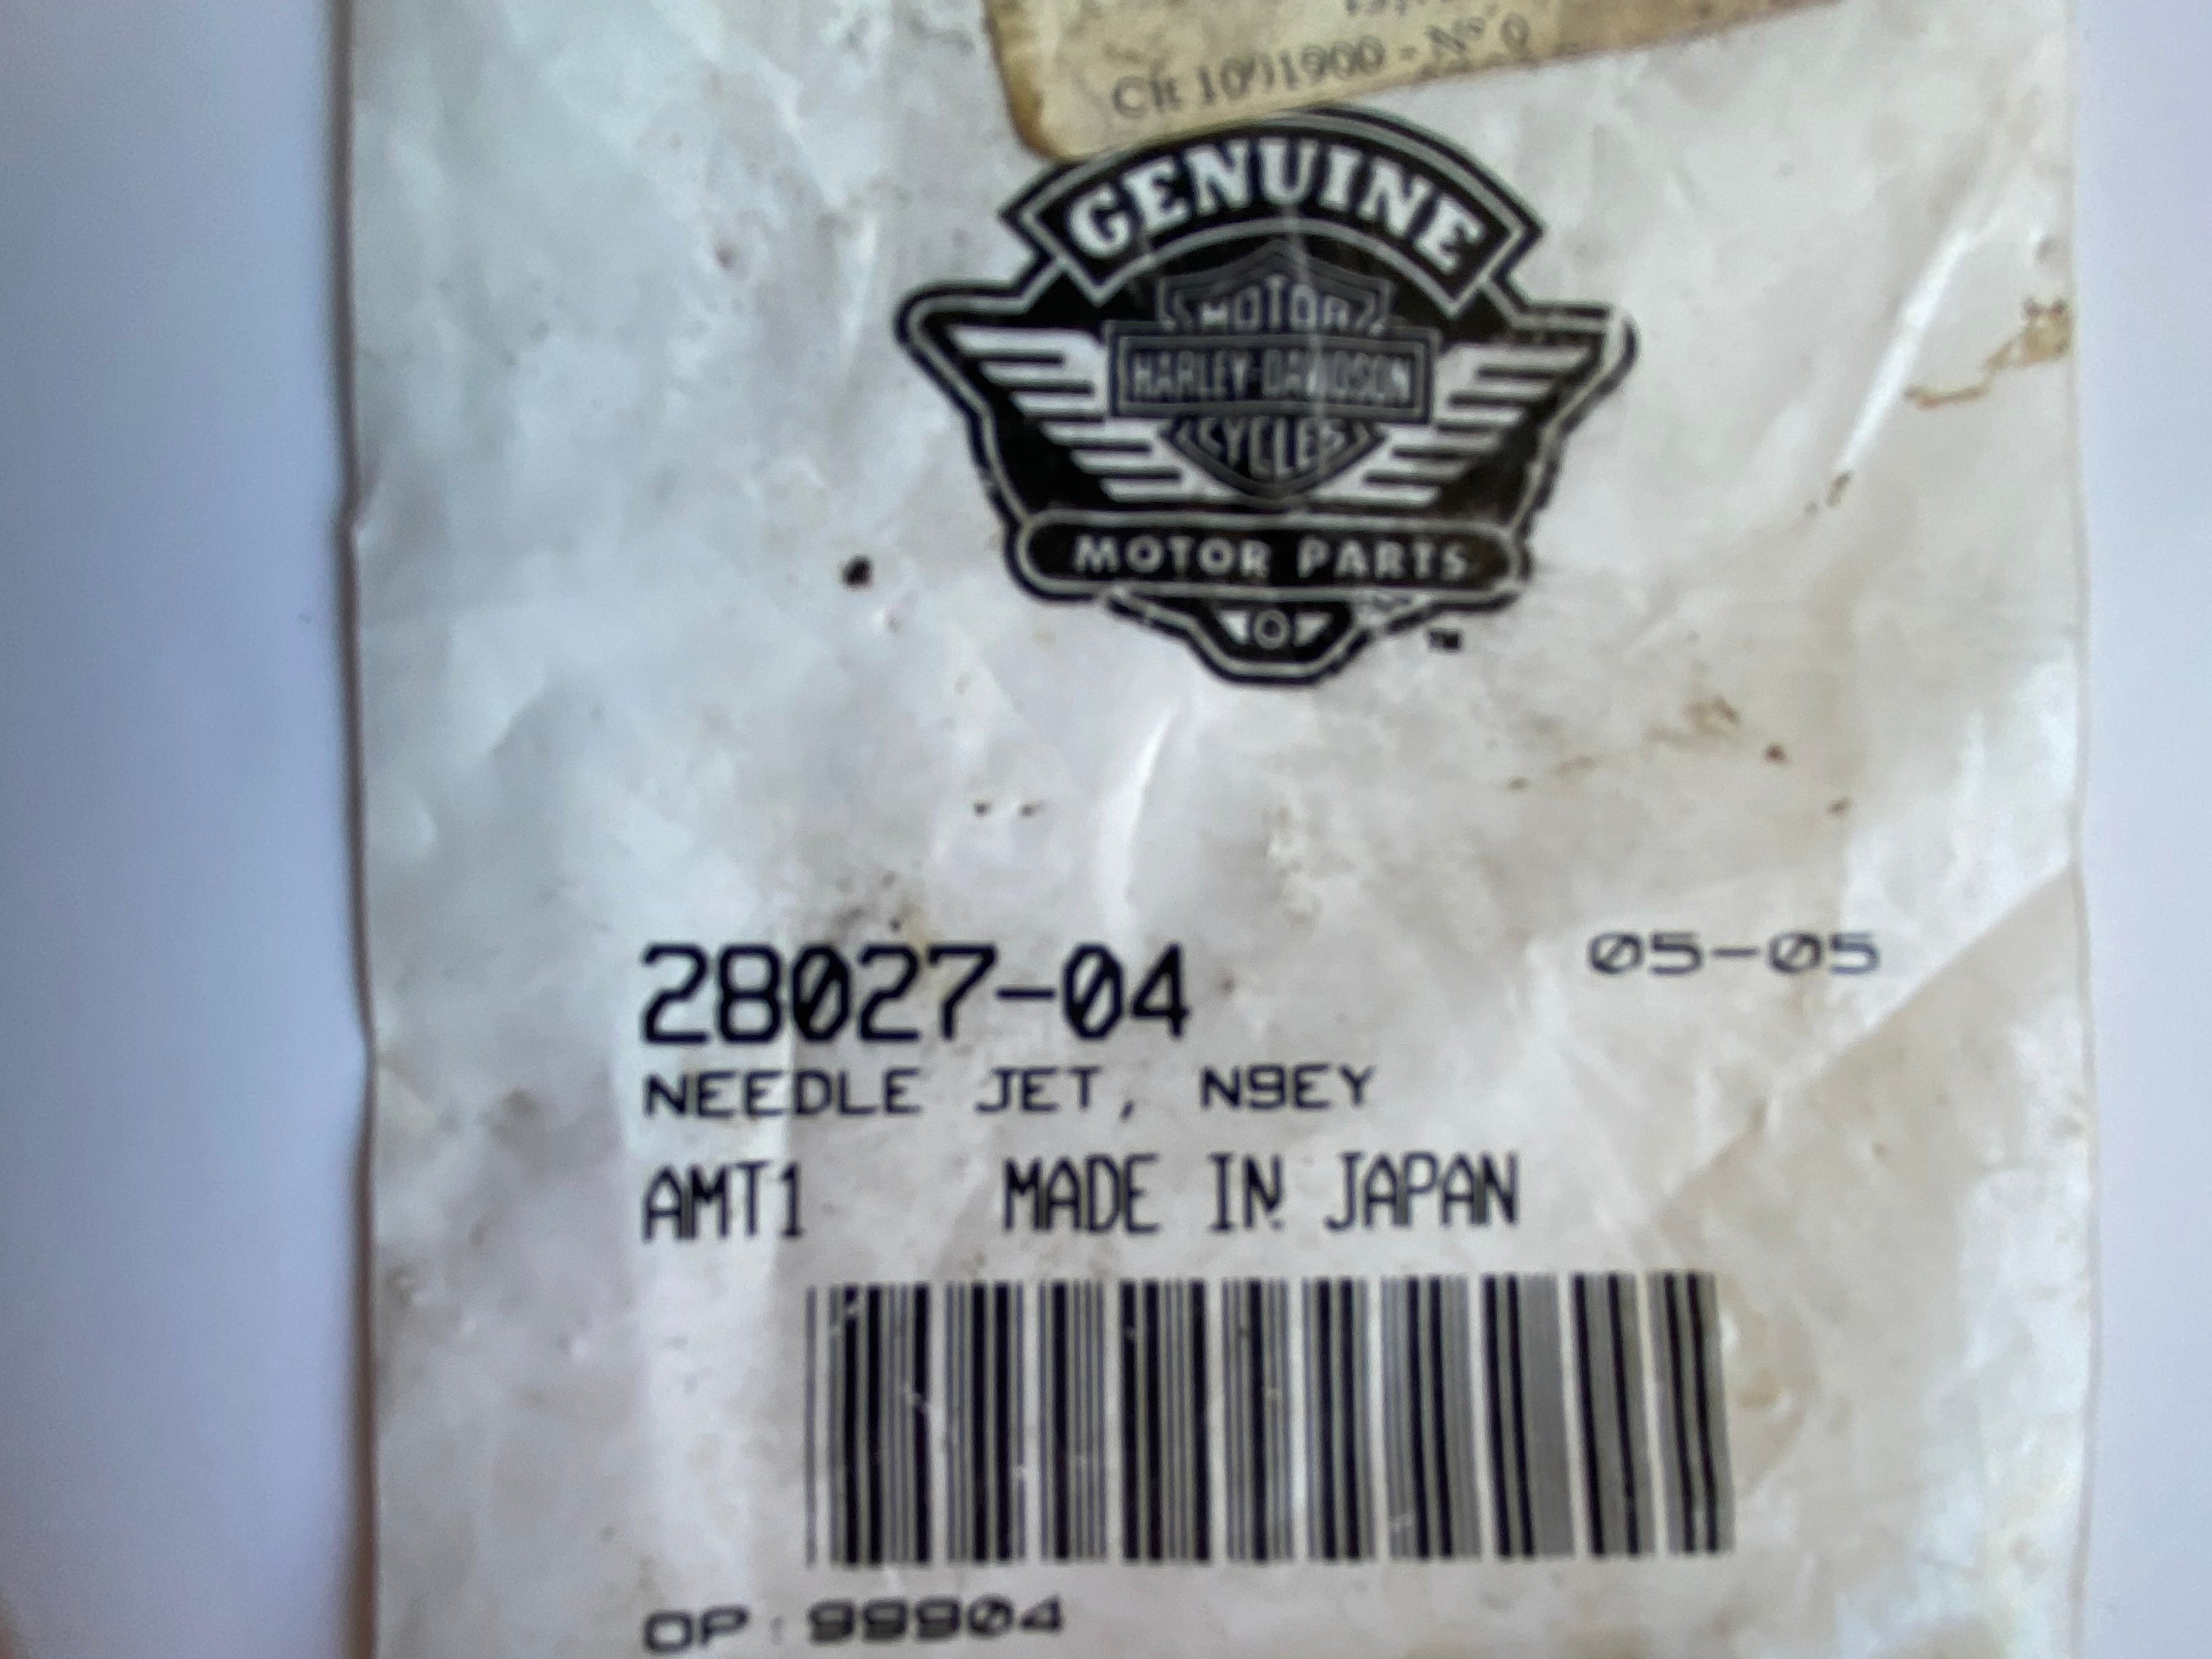 GENUINE
MOTOR
HARLEY-DAVIDSON
CYCLES
MOTOR PARTS
TM
28027-04 05-05
NEEDLE JET, N9EY
AMT1 MADE IN JAPAN
OP: 99904